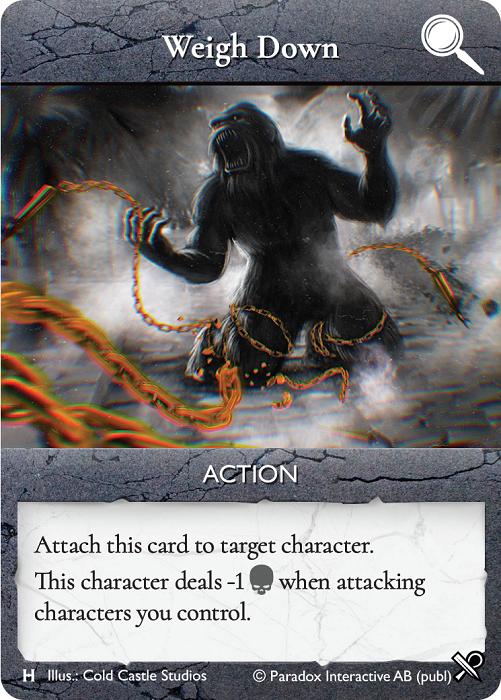 Weigh Down
ACTION
Attach this card to target character.
This character deals -1 when attacking
characters you control.
H Illus.: Cold Castle Studios © Paradox Interactive AB (publ)